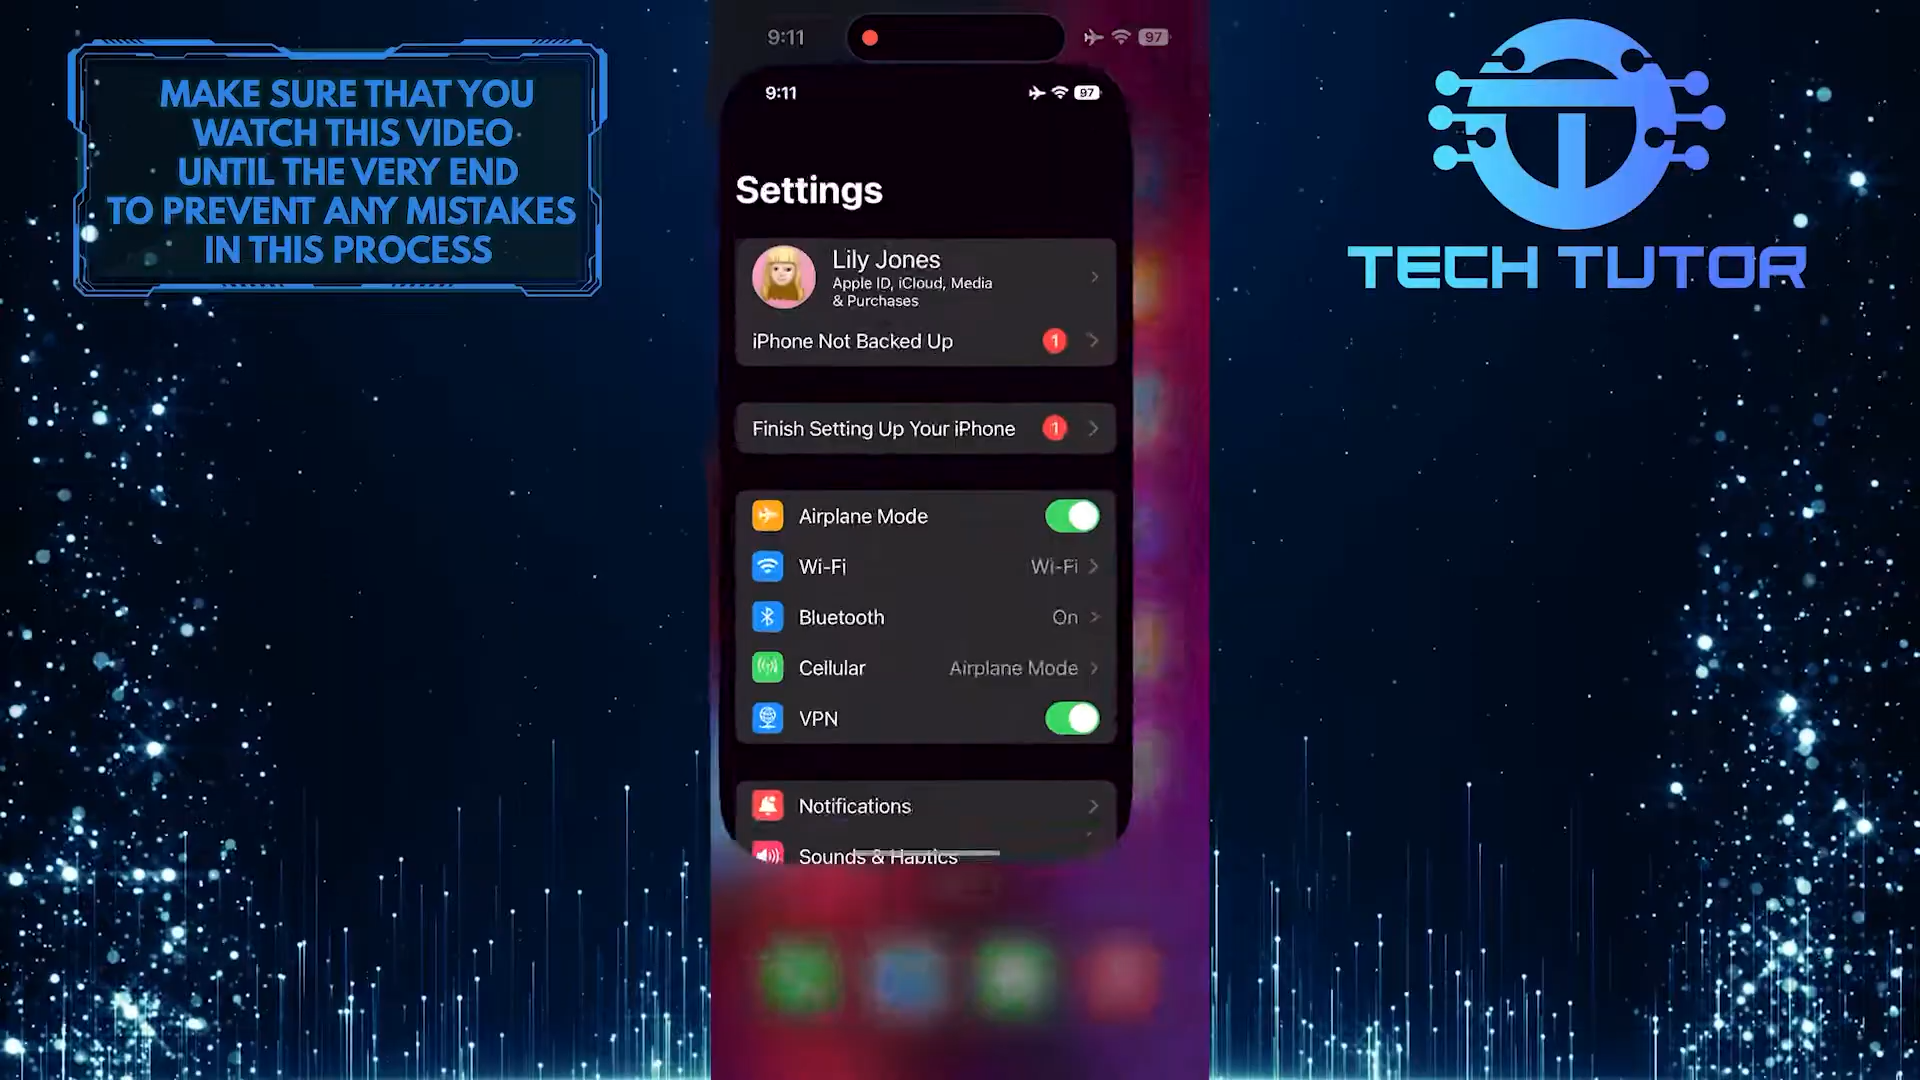 MAKE SURE THAT YOU
WATCH THIS VIDEO
UNTIL THE VERY END
TO PREVENT ANY MISTAKES
IN THIS PROCESS
9:11
97
9:11
97
Settings
Lily Jones
Apple ID, iCloud, Media
& Purchases
iPhone Not Backed Up 1
Finish Setting Up Your iPhone 1
Airplane Mode
Wi-Fi Wi-Fi
Bluetooth On
Cellular Airplane Mode
VPN
Notifications
Sounds & Haptics
TECH TUTOR